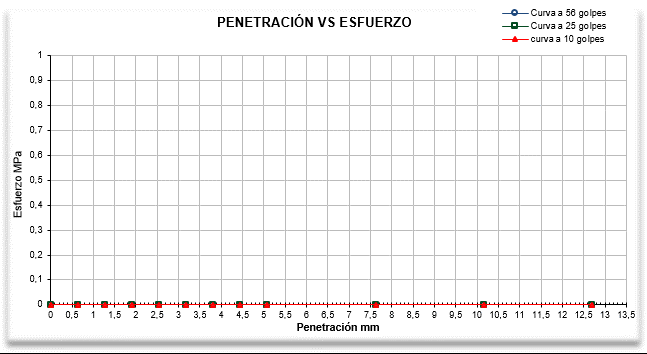 PENETRACIÓN VS ESFUERZO
Curva a 56 golpes
Curva a 25 golpes
curva a 10 golpes
Esfuerzo MPa
1
0,9
0,8
0,7
0,6
0,5
0,4
0,3
0,2
0,1
0
0 0,5 1 1,5 2 2,5 3 3,5 4 4,5 5 5,5 6 6,5 7 7,5 8 8,5 9 9,5 10 10,5 11 11,5 12 12,5 13 13,5
Penetración mm